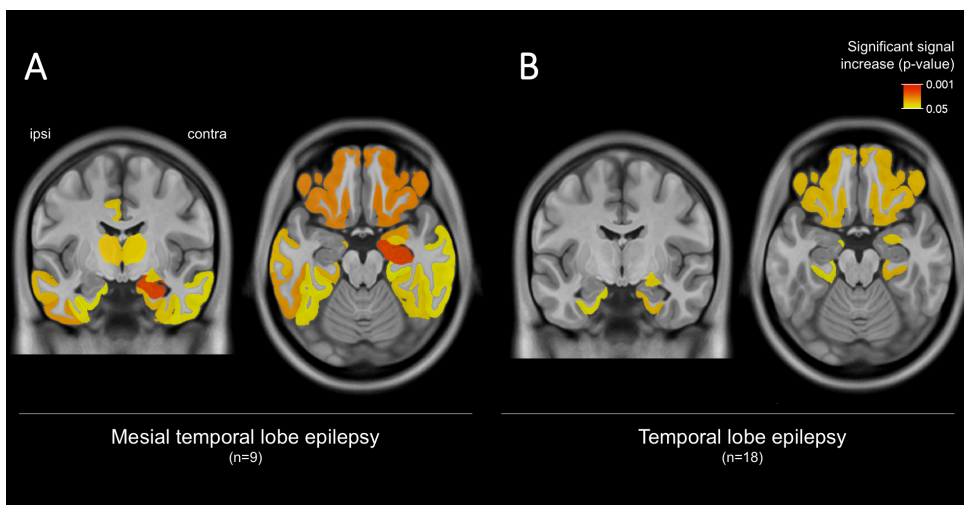 A
B
Significant signal
increase (p-value)
0.001
0.05
ipsi
contra
Mesial temporal lobe epilepsy
(n=9)
Temporal lobe epilepsy
(n=18)